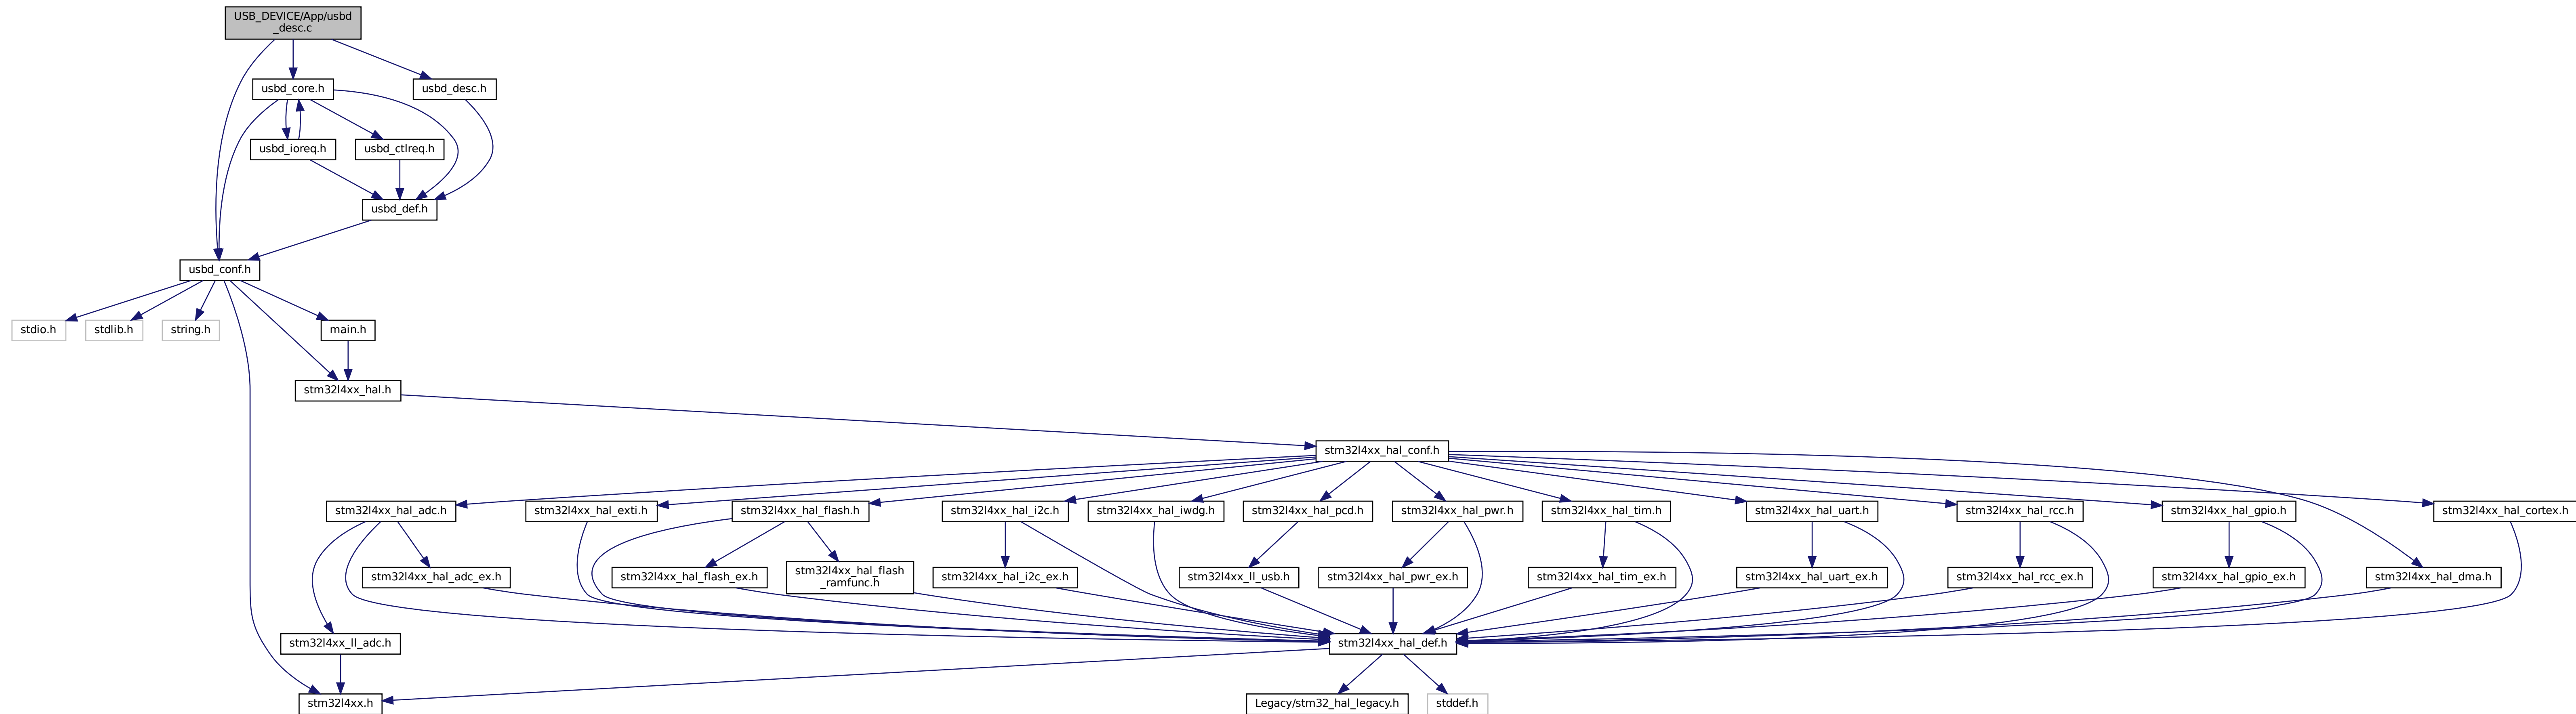 USB_DEVICE/App/usbd
_desc.c
usbd_core.h
usbd_desc.h
usbd_ioreq.h
usbd_ctlreq.h
usbd_def.h
usbd_conf.h
stdio.h
stdlib.h
string.h
main.h
stm32l4xx_hal.h
stm32l4xx_hal_conf.h
stm32l4xx_hal_adc.h
stm32l4xx_hal_exti.h
stm32l4xx_hal_flash.h
stm32l4xx_hal_i2c.h
stm32l4xx_hal_iwdg.h
stm32l4xx_hal_pcd.h
stm32l4xx_hal_pwr.h
stm32l4xx_hal_tim.h
stm32l4xx_hal_uart.h
stm32l4xx_hal_rcc.h
stm32l4xx_hal_gpio.h
stm32l4xx_hal_cortex.h
stm32l4xx_hal_adc_ex.h
stm32l4xx_hal_flash_ex.h
stm32l4xx_hal_flash
_ramfunc.h
stm32l4xx_hal_i2c_ex.h
stm32l4xx_ll_usb.h
stm32l4xx_hal_pwr_ex.h
stm32l4xx_hal_tim_ex.h
stm32l4xx_hal_uart_ex.h
stm32l4xx_hal_rcc_ex.h
stm32l4xx_hal_gpio_ex.h
stm32l4xx_hal_dma.h
stm32l4xx_ll_adc.h
stm32l4xx_hal_def.h
stm32l4xx.h
Legacy/stm32_hal_legacy.h
stddef.h